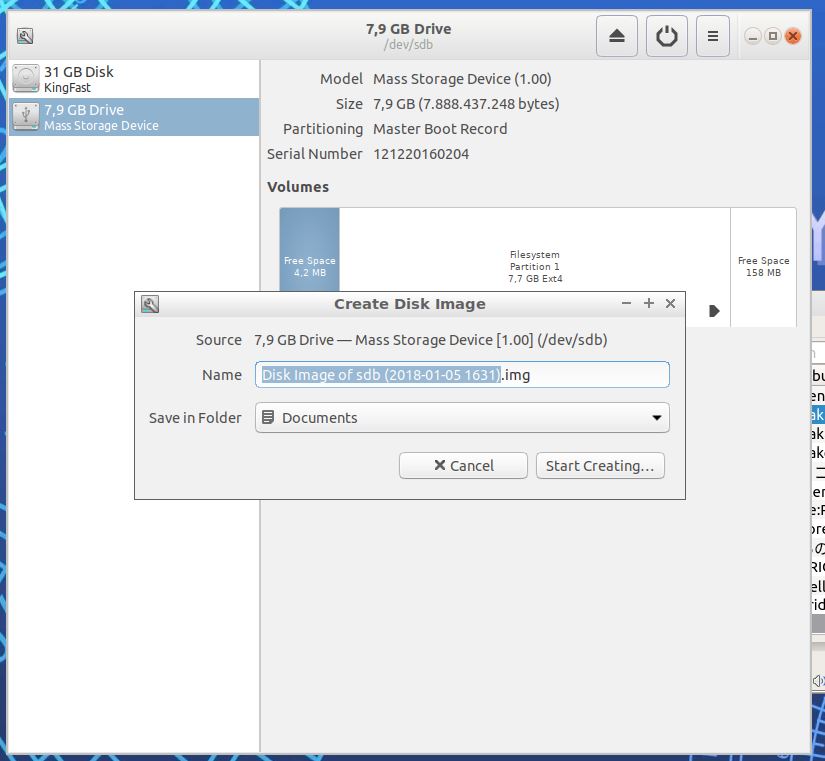 7,9 GB Drive
/dev/sdb
31 GB Disk
KingFast
7,9 GB Drive
Mass Storage Device
Model Mass Storage Device (1.00)
Size 7,9 GB (7.888.437.248 bytes)
Partitioning Master Boot Record
Serial Number 121220160204
Volumes
Free Space
4,2 MB
Filesystem
Partition 1
7,7 GB Ext4
Free Space
158 MB
Create Disk Image
Source 7,9 GB Drive — Mass Storage Device [1.00] (/dev/sdb)
Name Disk Image of sdb (2018-01-05 1631).img
Save in Folder Documents
Cancel Start Creating...